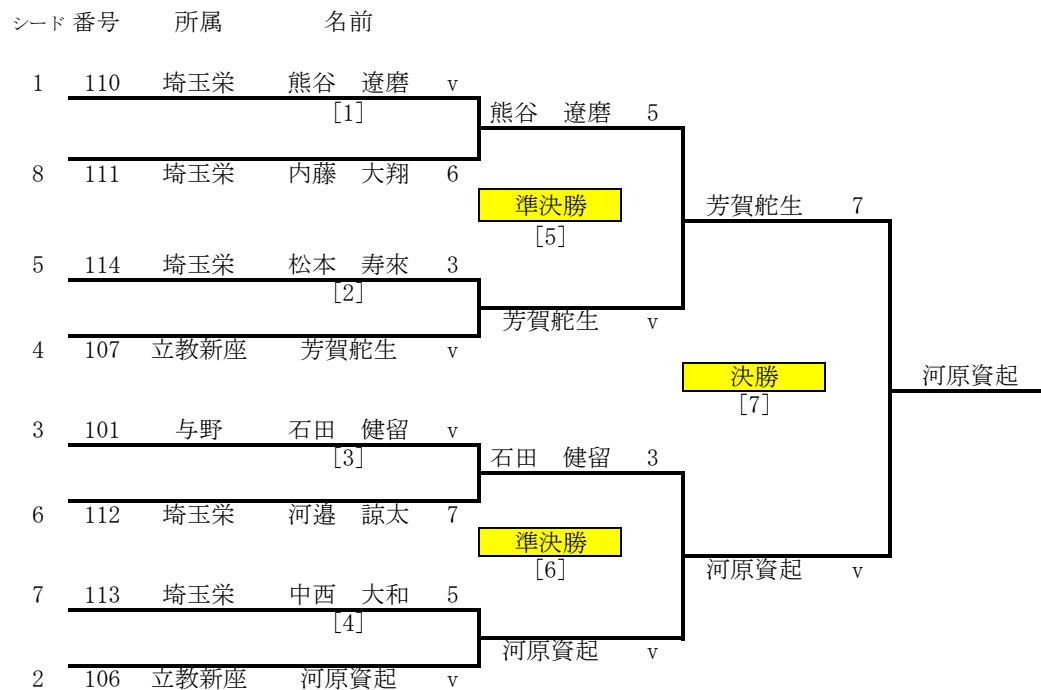 シード 番号 所属 名前
1 110 埼玉栄 熊谷 遼磨 v
[1]
熊谷 遼磨 5
8 111 埼玉栄 内藤 大翔 6
準決勝
[5]
芳賀舵生 7
5 114 埼玉栄 松本 寿來 3
[2]
芳賀舵生 v
4 107 立教新座 芳賀舵生 v
決勝
[7]
河原資起
3 101 与野 石田 健留 v
[3]
石田 健留 3
6 112 埼玉栄 河邉 諒太 7
準決勝
[6]
河原資起 v
7 113 埼玉栄 中西 大和 5
[4]
河原資起 v
2 106 立教新座 河原資起 v